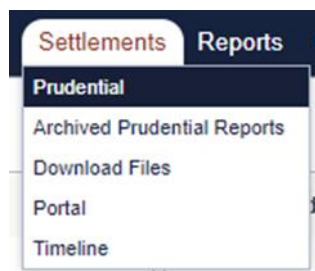 Settlements Reports
Prudential
Archived Prudential Reports
Download Files
Portal
Timeline